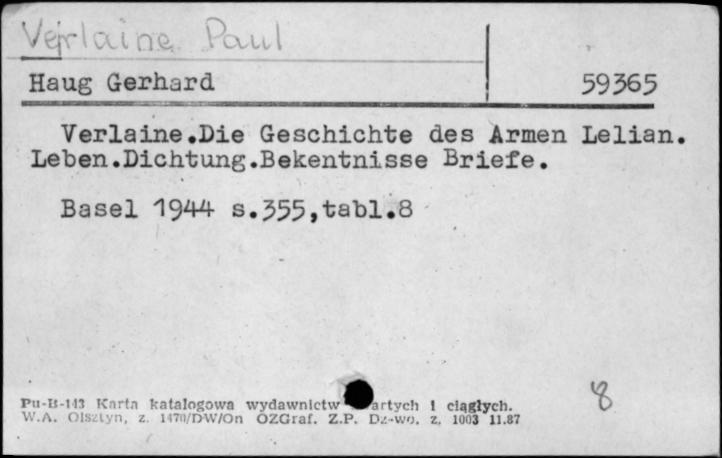 Verlaine Paul
Haug Gerhard 59365
Verlaine.Die Geschichte des Armen Lelian.
Leben.Dichtung.Bekentnisse Briefe.
Basel 1944 s.355,tabl.8
8
Pu-B-143 Karta katalogowa wydawnictw artych i ciągłych.
W.A. Olsztyn, z. 1470/DW/On OZGraf. Z.P. Dz-wo, z. 1003 11.87